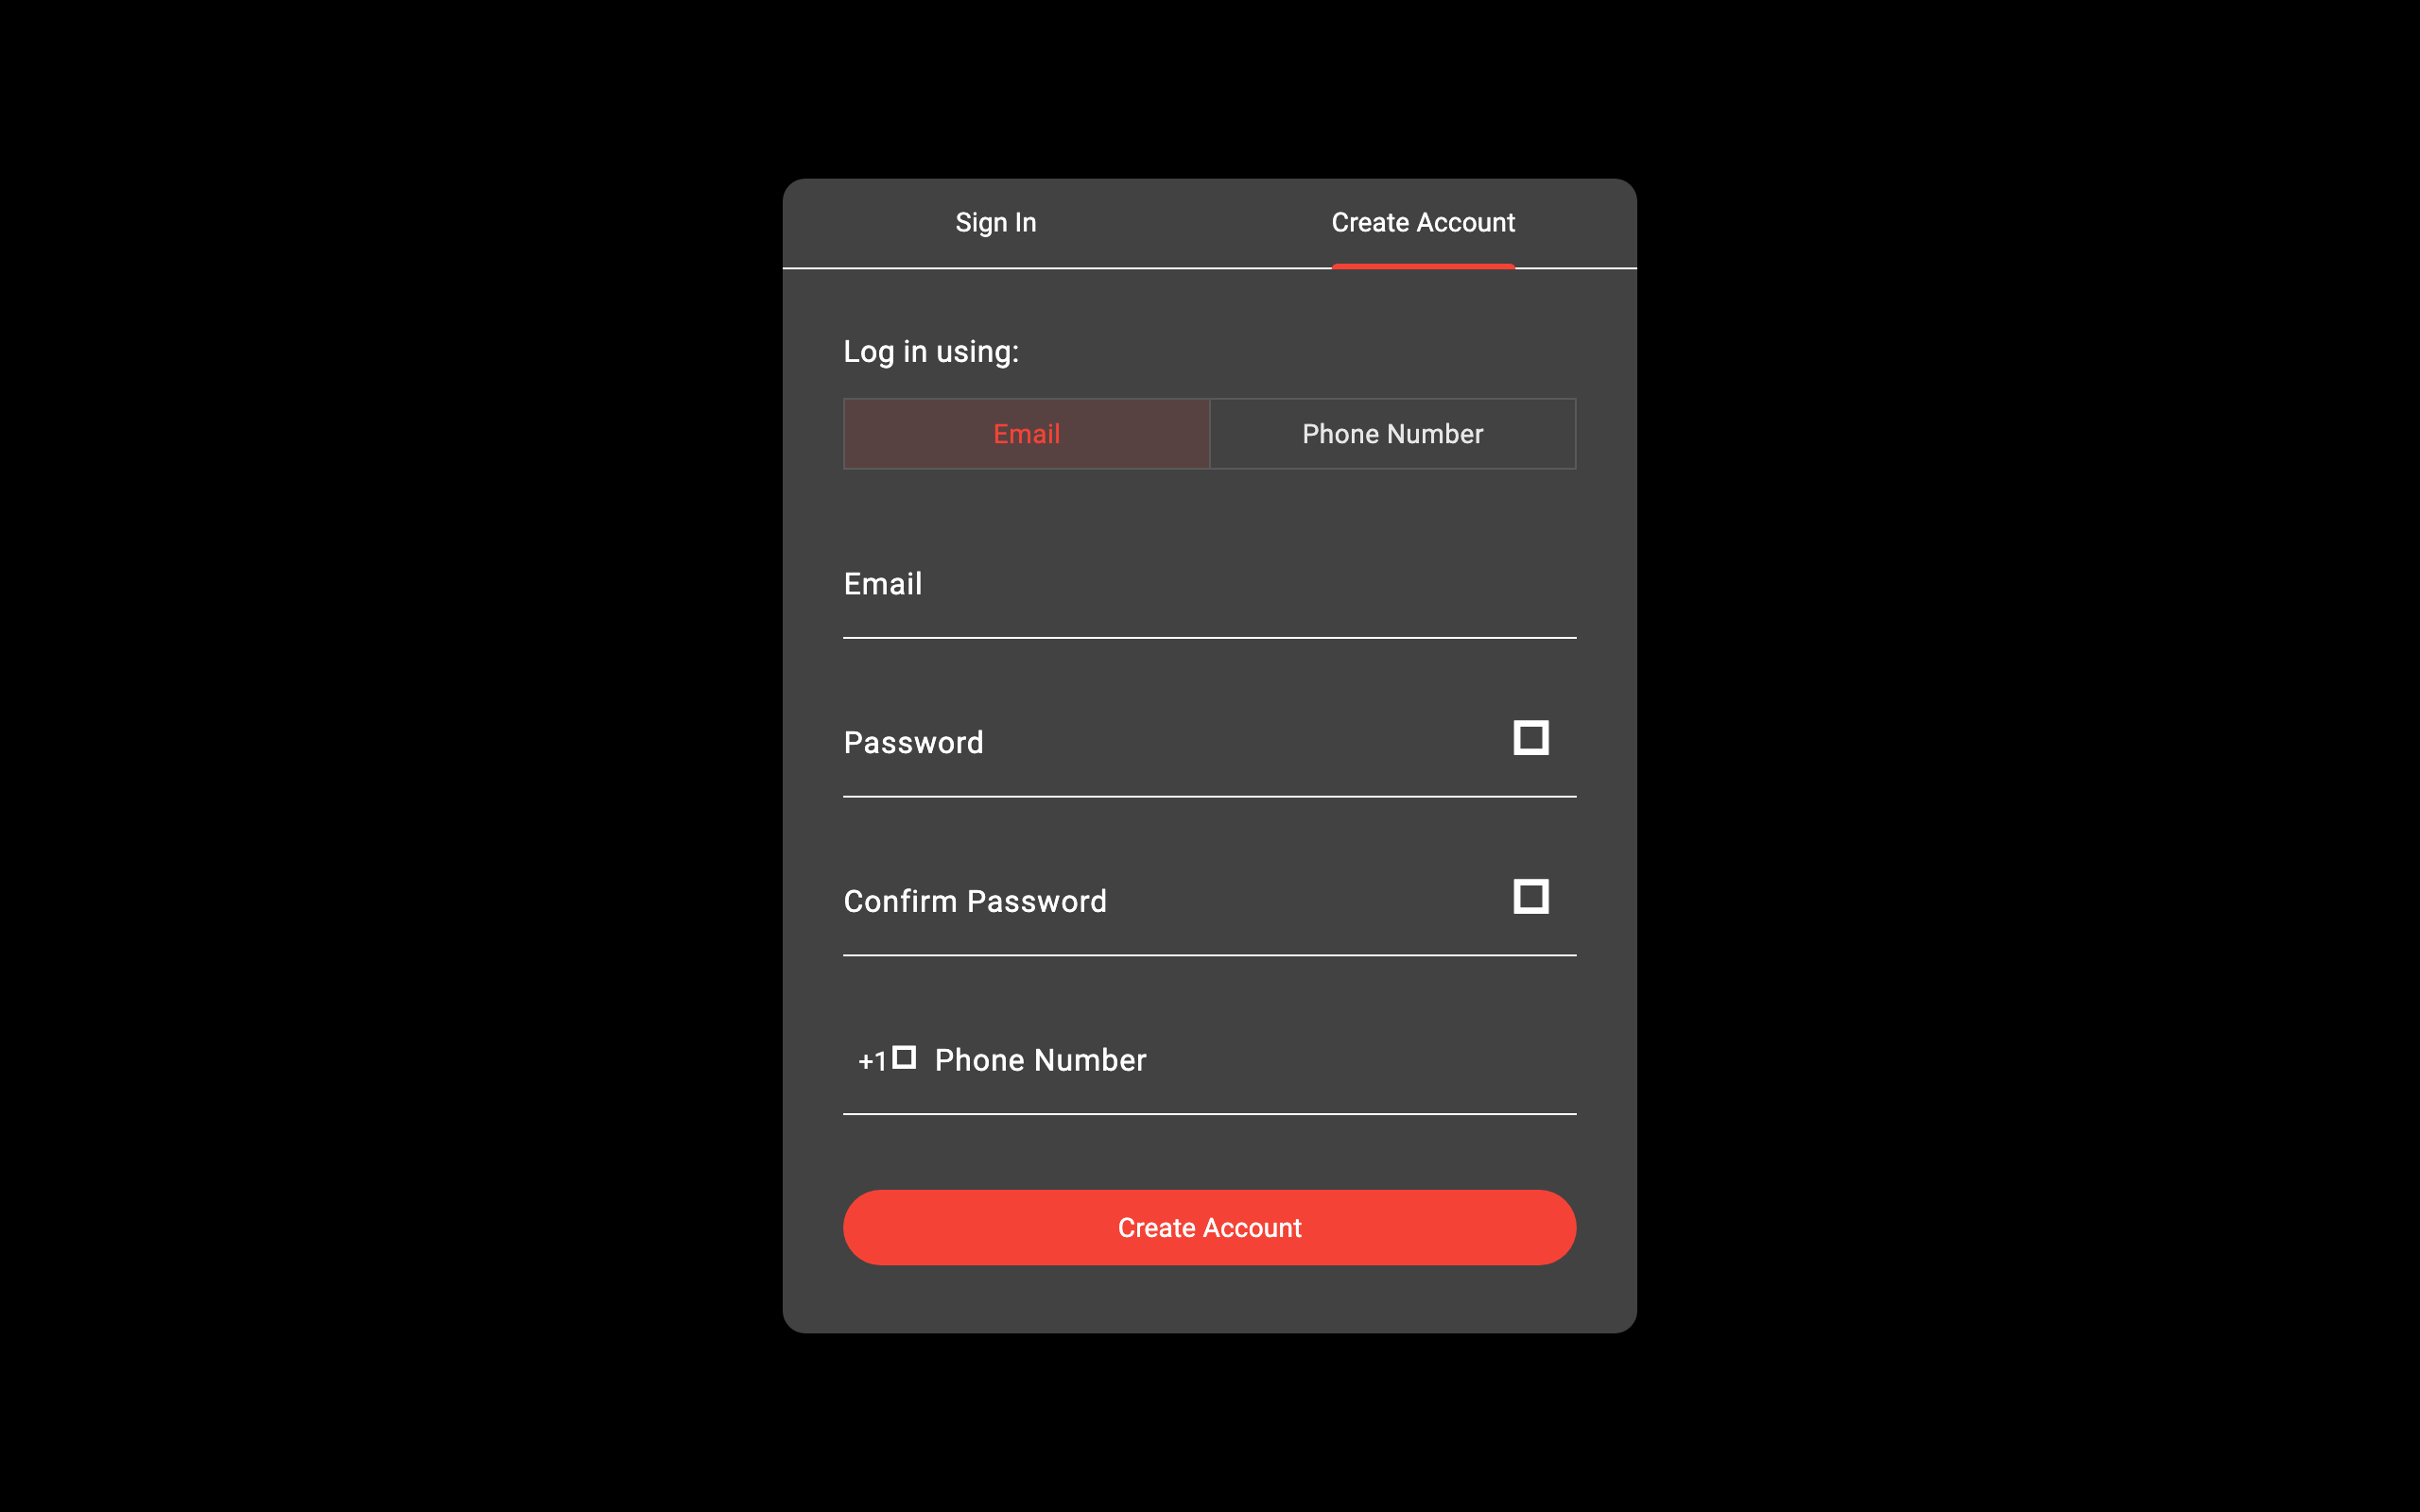 Sign In Create Account
Log in using:
Email Phone Number
Email
Password
Confirm Password
+1 Phone Number
Create Account